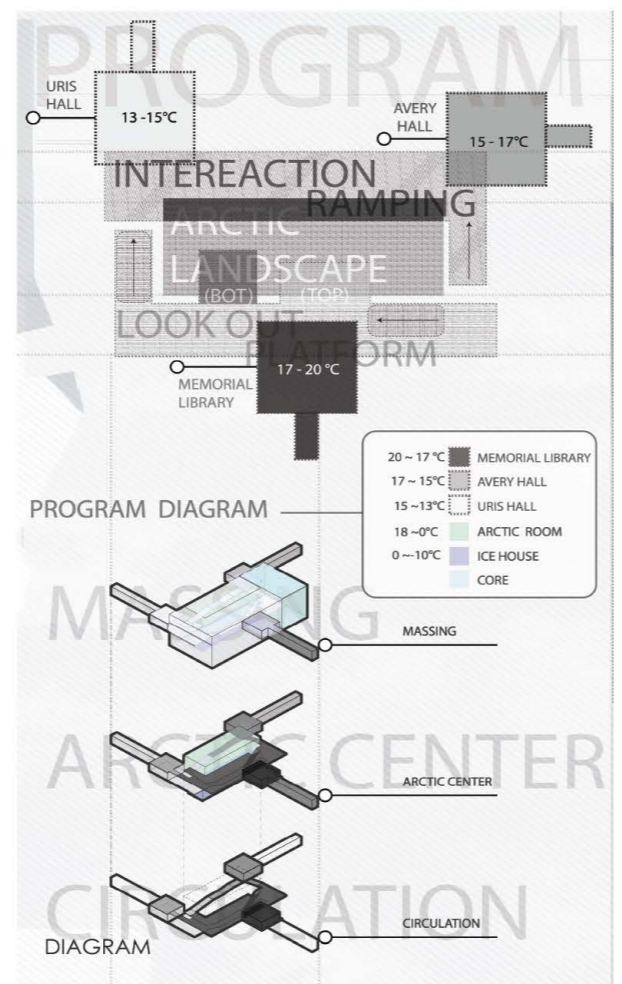 PROGRAM
URIS
HALL
13 -15°C
AVERY
HALL
15 - 17°C
INTEREACTION
RAMPING
ARCTIC
LANDSCAPE
(BOT) (TOP)
LOOK OUT
PLATFORM
17 - 20 °C
MEMORIAL
LIBRARY
20 ~ 17 °C MEMORIAL LIBRARY
17 ~ 15°C AVERY HALL
15 ~13°C URIS HALL
18 ~0°C ARCTIC ROOM
0 ~-10°C ICE HOUSE
CORE
PROGRAM DIAGRAM
MASSING
MASSING
ARCTIC CENTER
ARCTIC CENTER
CIRCULATION
CIRCULATION
DIAGRAM